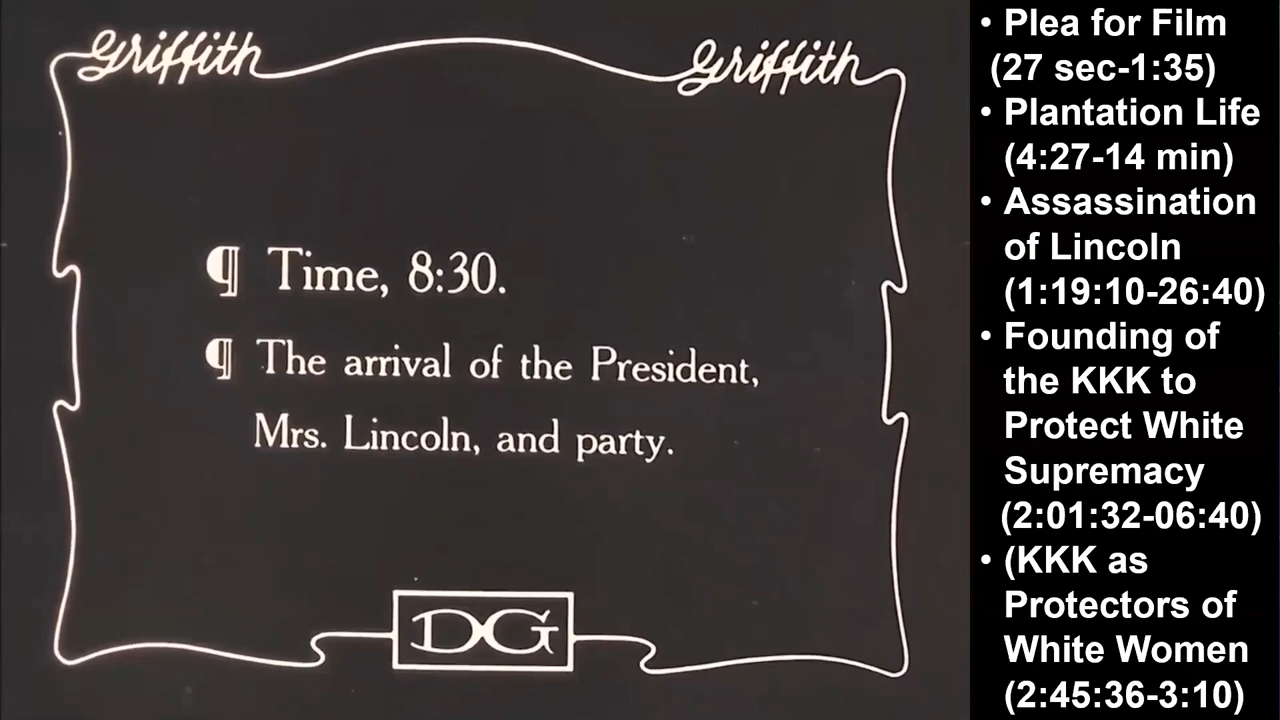 Griffith Griffith
¶ Time, 8:30.
¶ The arrival of the President,
Mrs. Lincoln, and party.
DG
• Plea for Film
(27 sec-1:35)
• Plantation Life
(4:27-14 min)
• Assassination
of Lincoln
(1:19:10-26:40)
• Founding of
the KKK to
Protect White
Supremacy
(2:01:32-06:40)
• (KKK as
Protectors of
White Women
(2:45:36-3:10)